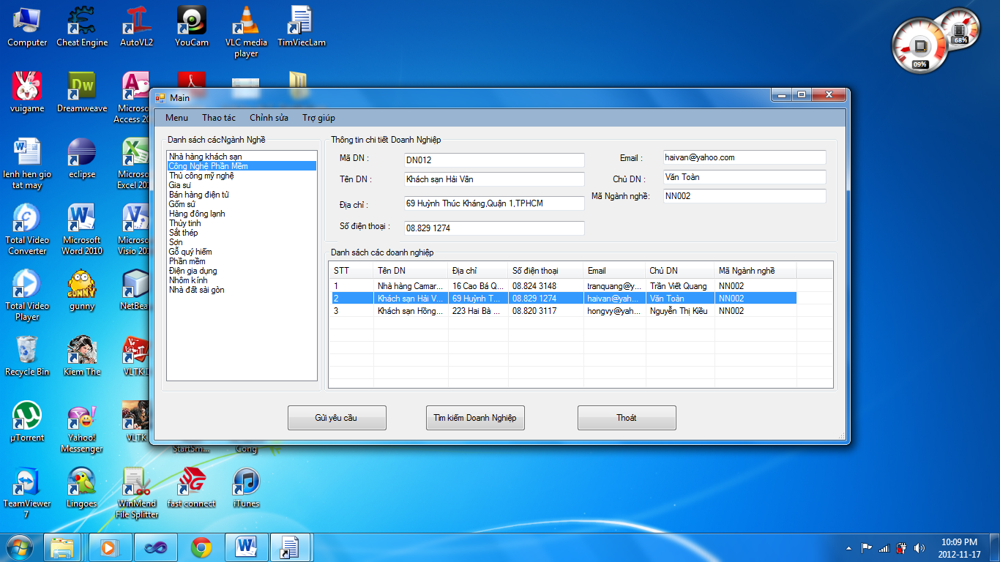 Computer
Cheat Engine
AutoVL2
YouCam
VLC media
player
TimViecLam
68%
09%
vuigame
Dreamweave
Microso
Access 20
lenh hen gio
tat may
eclipse
Microso
Excel 20
Total Video
Converter
Microsoft
Word 2010
Microso
Visio 20
Total Video
Player
gunny
NetBea
Recycle Bin
Kiem The
VLTK
µTorrent
Yahoo!
Messenger
VLTK
StartSm...
Cong
TeamViewer
7
Lingoes
WinMend
File Splitter
fast connect
iTunes
Main
Menu
Thao tác
Chỉnh sửa
Trợ giúp
Danh sách cácNgành Nghề
Nhà hàng khách sạn
Công Nghệ Phần Mềm
Thủ công mỹ nghệ
Gia sư
Bán hàng điện tử
Gốm sứ
Hàng đông lạnh
Thủy tinh
Sắt thép
Sơn
Gỗ quý hiếm
Phần mềm
Điện gia dụng
Nhôm kính
Nhà đất sài gòn
Thông tin chi tiết Doanh Nghiệp
Mã DN :
DN012
Email :
haivan@yahoo.com
Tên DN :
Khách sạn Hải Vân
Chủ DN :
Văn Toàn
Địa chỉ :
69 Huỳnh Thúc Kháng,Quận 1,TPHCM
Mã Ngành nghề:
NN002
Số điện thoại :
08.829 1274
Danh sách các doanh nghiệp
STT Tên DN Địa chỉ Số điện thoại Email Chủ DN Mã Ngành nghề
1 Nhà hàng Camar... 16 Cao Bá Q... 08.824 3148 tranquang@y... Trần Viết Quang NN002
2 Khách sạn Hải V... 69 Huỳnh T... 08.829 1274 haivan@yah... Văn Toàn NN002
3 Khách sạn Hồng... 223 Hai Bà ... 08.820 3117 hongvy@yah... Nguyễn Thị Kiều NN002
Gửi yêu cầu
Tìm kiếm Doanh Nghiệp
Thoát
10:09 PM
2012-11-17